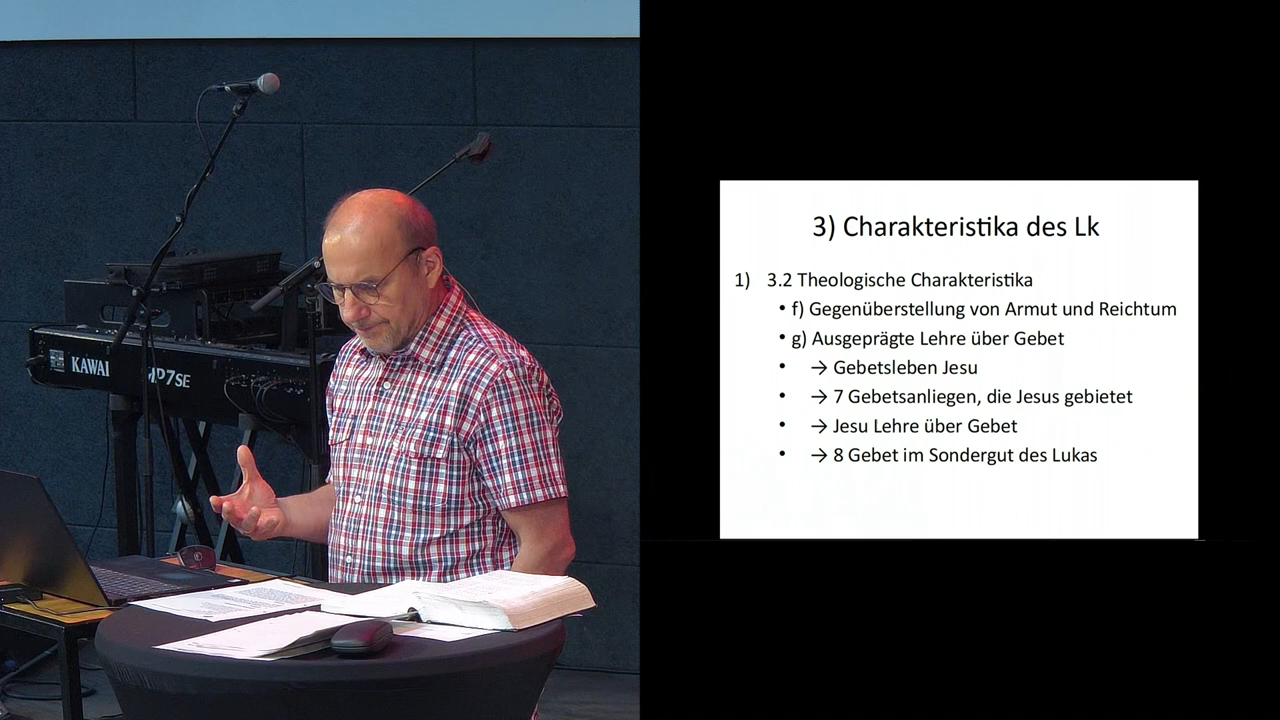 KAWAI MP7SE
3) Charakteristika des Lk
1) 3.2 Theologische Charakteristika
• f) Gegenüberstellung von Armut und Reichtum
• g) Ausgeprägte Lehre über Gebet
• → Gebetsleben Jesu
• → 7 Gebetsanliegen, die Jesus gebietet
• → Jesu Lehre über Gebet
• → 8 Gebet im Sondergut des Lukas